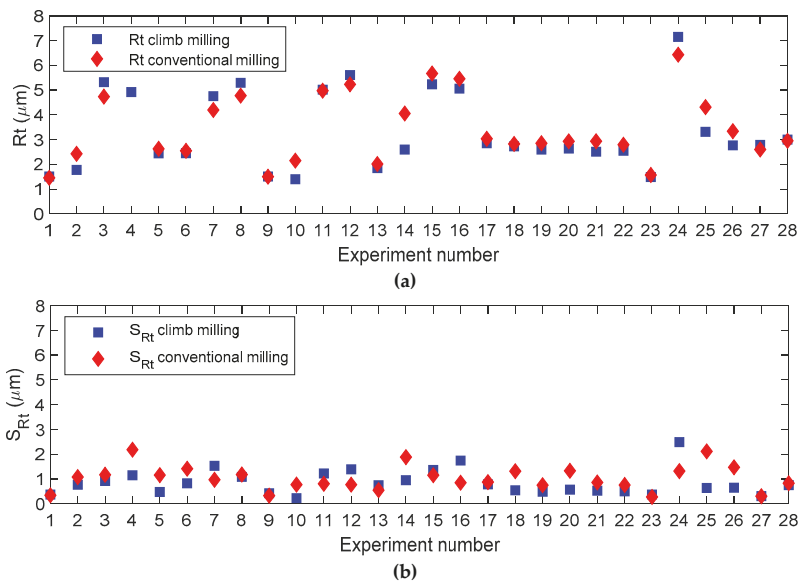 8
7
6
5
4
3
2
1
0
Rt (μm)
Rt climb milling
Rt conventional milling
1 2 3 4 5 6 7 8 9 10 11 12 13 14 15 16 17 18 19 20 21 22 23 24 25 26 27 28
Experiment number
(a)
8
7
6
5
4
3
2
1
0
S_Rt (μm)
S_Rt climb milling
S_Rt conventional milling
1 2 3 4 5 6 7 8 9 10 11 12 13 14 15 16 17 18 19 20 21 22 23 24 25 26 27 28
Experiment number
(b)